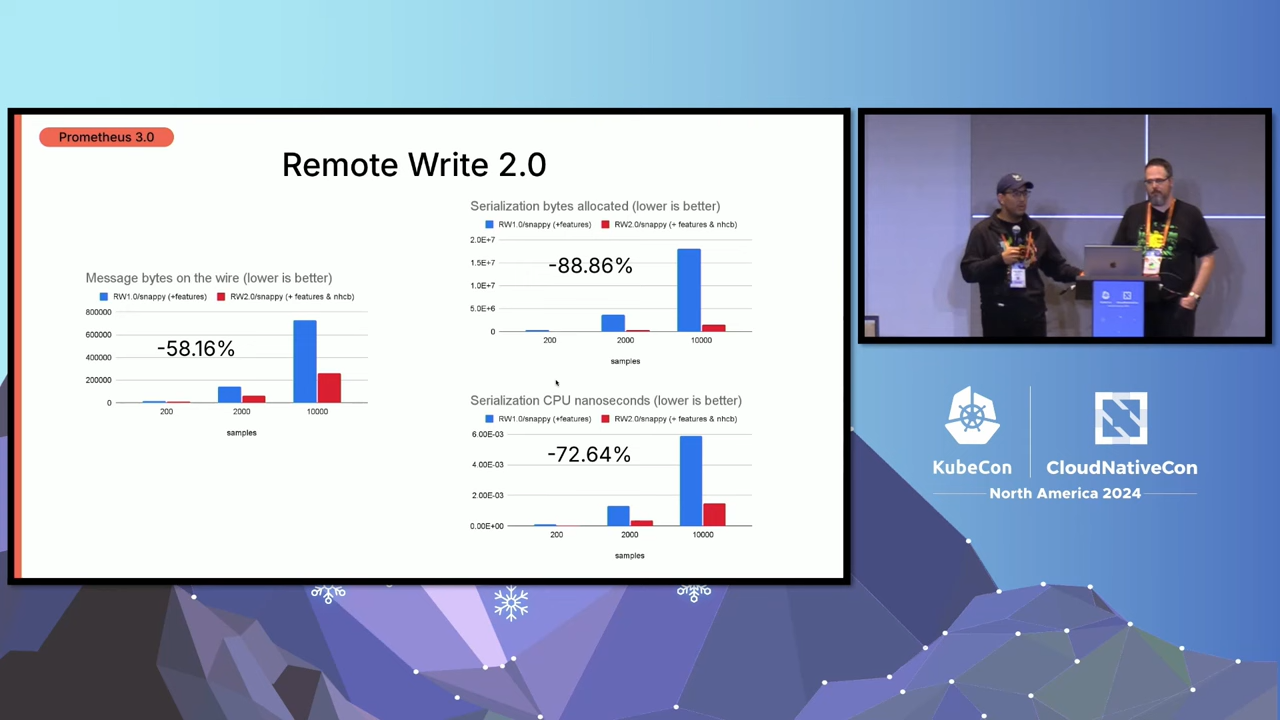 Prometheus 3.0
Remote Write 2.0
Message bytes on the wire (lower is better)
RW1.0/snappy (+features) RW2.0/snappy (+ features & nhcb)
800000
600000
400000
200000
0
-58.16%
200 2000 10000
samples
Serialization bytes allocated (lower is better)
RW1.0/snappy (+features) RW2.0/snappy (+ features & nhcb)
2.0E+7
1.5E+7
1.0E+7
5.0E+6
0
-88.86%
200 2000 10000
samples
Serialization CPU nanoseconds (lower is better)
RW1.0/snappy (+features) RW2.0/snappy (+ features & nhcb)
6.00E-03
4.00E-03
2.00E-03
0.00E+00
-72.64%
200 2000 10000
samples
KubeCon CloudNativeCon
North America 2024